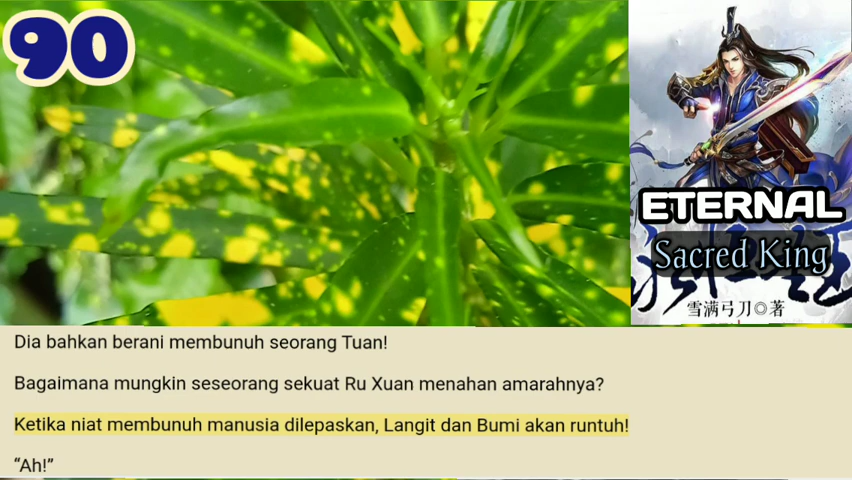 90
ETERNAL
Sacred King
雪满弓刀◎著
Dia bahkan berani membunuh seorang Tuan!
Bagaimana mungkin seseorang sekuat Ru Xuan menahan amarahnya?
Ketika niat membunuh manusia dilepaskan, Langit dan Bumi akan runtuh!
“Ah!”